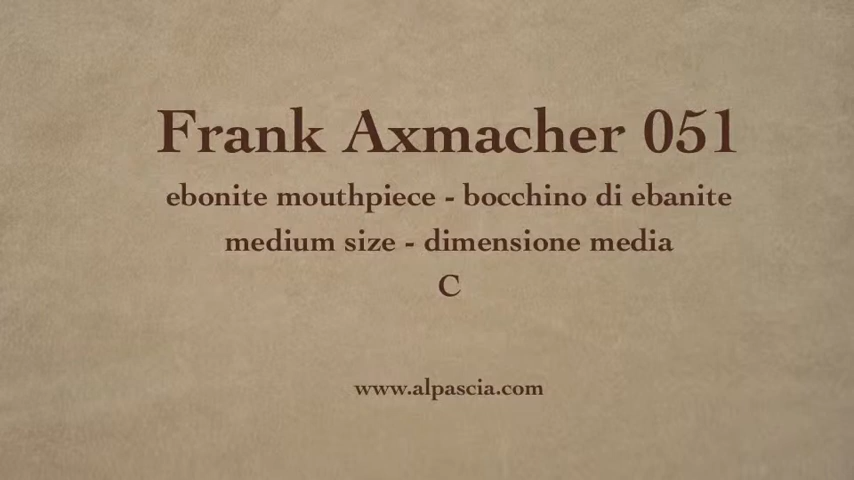 Frank Axmacher 051
ebonite mouthpiece - bocchino di ebanite
medium size - dimensione media
C
www.alpascia.com